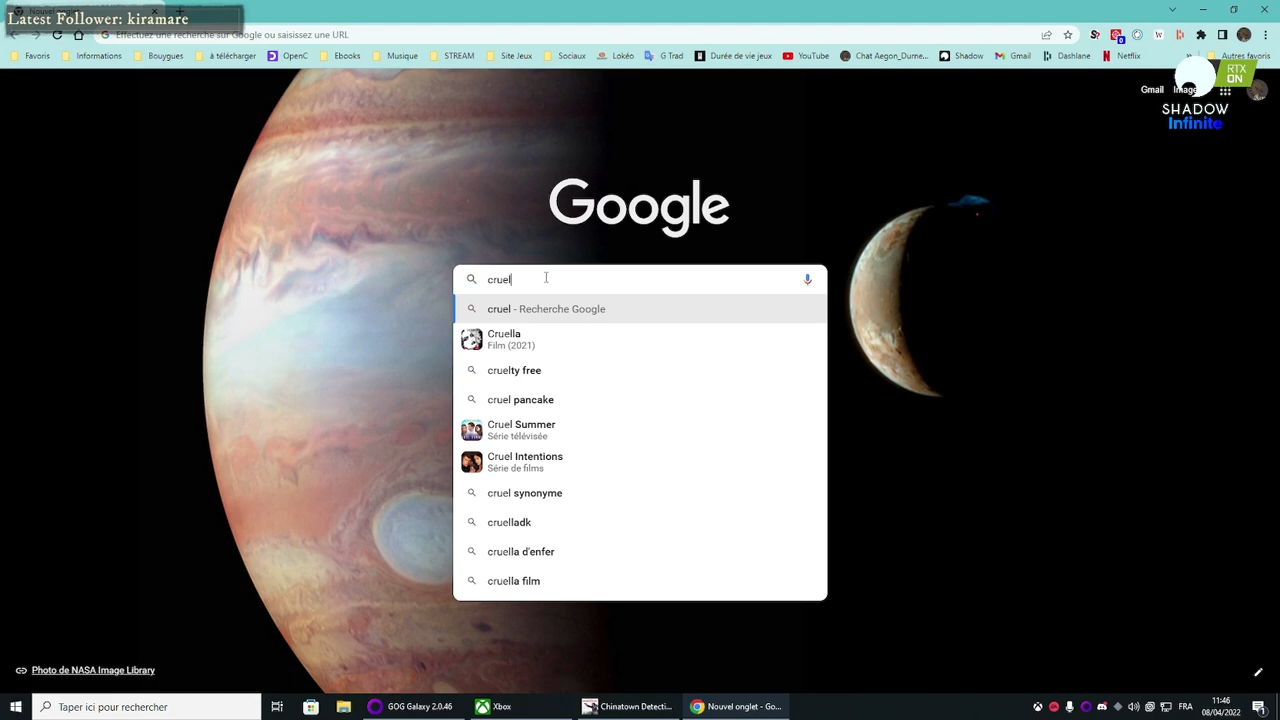 Latest Follower: kiramare
Effectuez une recherche sur Google ou saisissez une URL
Favoris
Informations
Bouygues
à télécharger
OpenC
Ebooks
Musique
STREAM
Site Jeux
Sociaux
Lokéo
G Trad
Durée de vie jeux
YouTube
Chat Aegon_Dume...
Shadow
Gmail
Dashlane
Netflix
»
Autres favoris
RTX
ON
Gmail
SHADOW
Infinite
Google
cruel
cruel - Recherche Google
Cruella
Film (2021)
cruelty free
cruel pancake
Cruel Summer
Série télévisée
Cruel Intentions
Série de films
cruel synonyme
cruelladk
cruella d'enfer
cruella film
Photo de NASA Image Library
Taper ici pour rechercher
GOG Galaxy 2.0.46
Xbox
Chinatown Detecti...
Nouvel onglet - Go...
FRA
11:46
08/04/2022